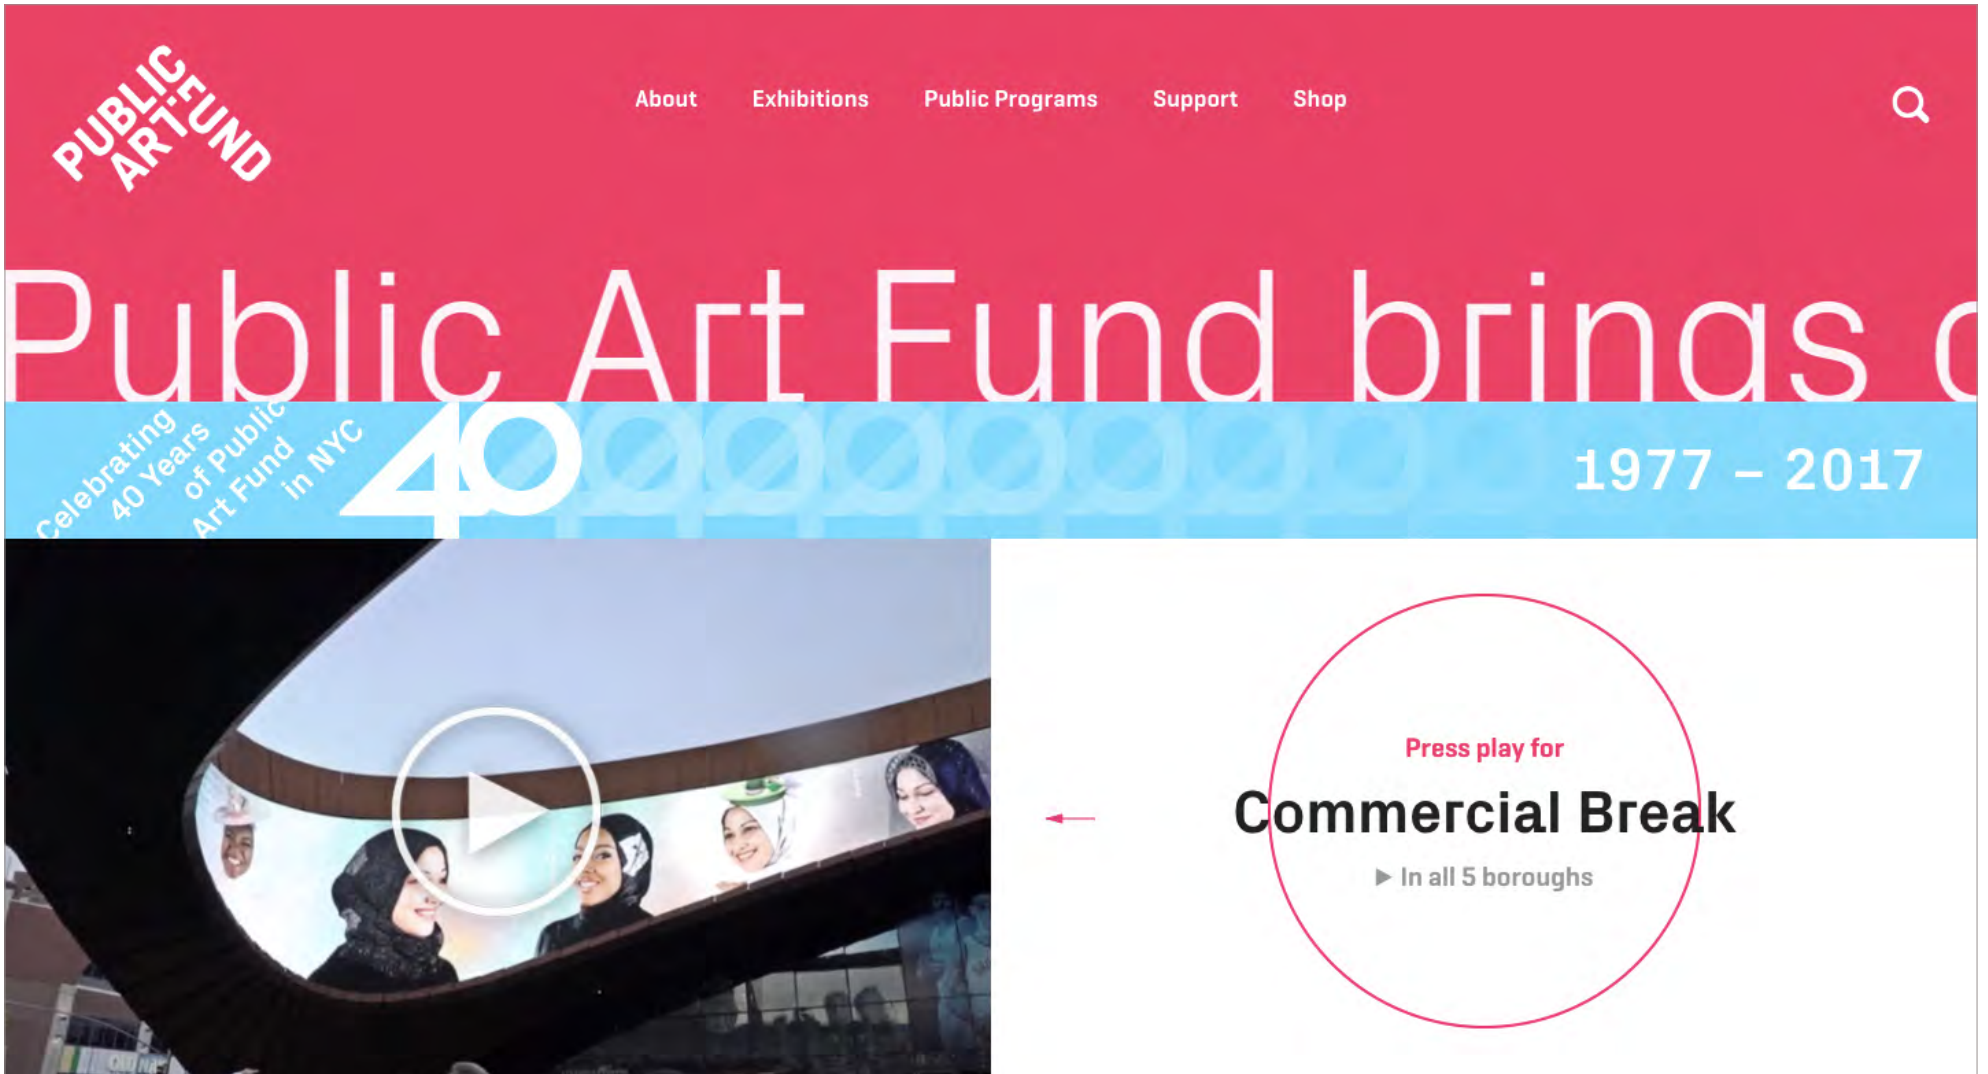 PUBLIC
ART
FUND
About
Exhibitions
Public Programs
Support
Shop
Public Art Fund brings
Celebrating
40 Years
of Public
Art Fund
in NYC
40
1977 – 2017
Press play for
Commercial Break
In all 5 boroughs